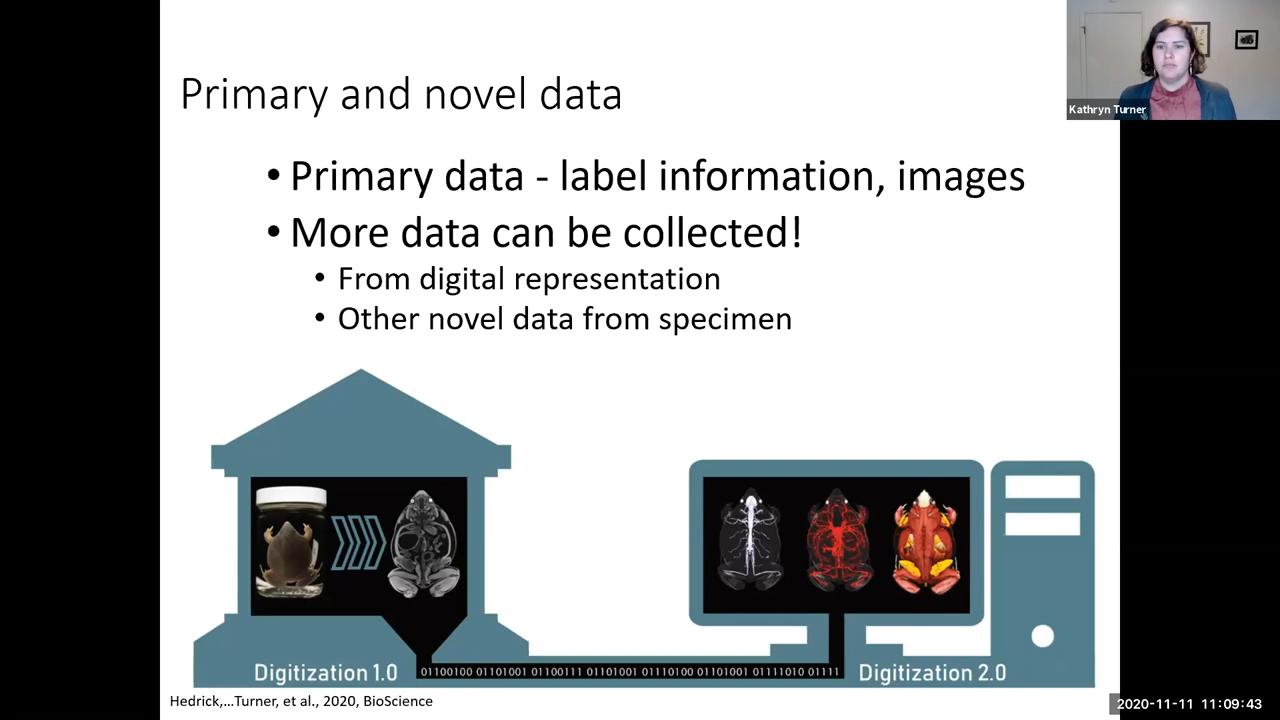 Primary and novel data
Kathryn Turner
• Primary data - label information, images
• More data can be collected!
• From digital representation
• Other novel data from specimen
Digitization 1.0
01100100 01101001 01100111 01101001 01110100 01101001 01111010 01111
Digitization 2.0
Hedrick,...Turner, et al., 2020, BioScience
2020-11-11 11:09:43